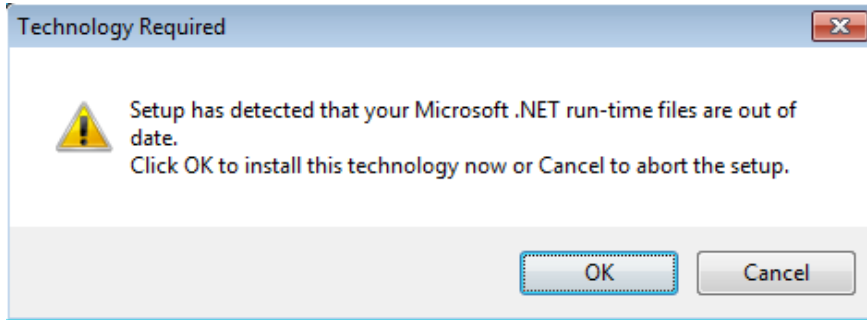 Technology Required
Setup has detected that your Microsoft .NET run-time files are out of
date.
Click OK to install this technology now or Cancel to abort the setup.
OK
Cancel